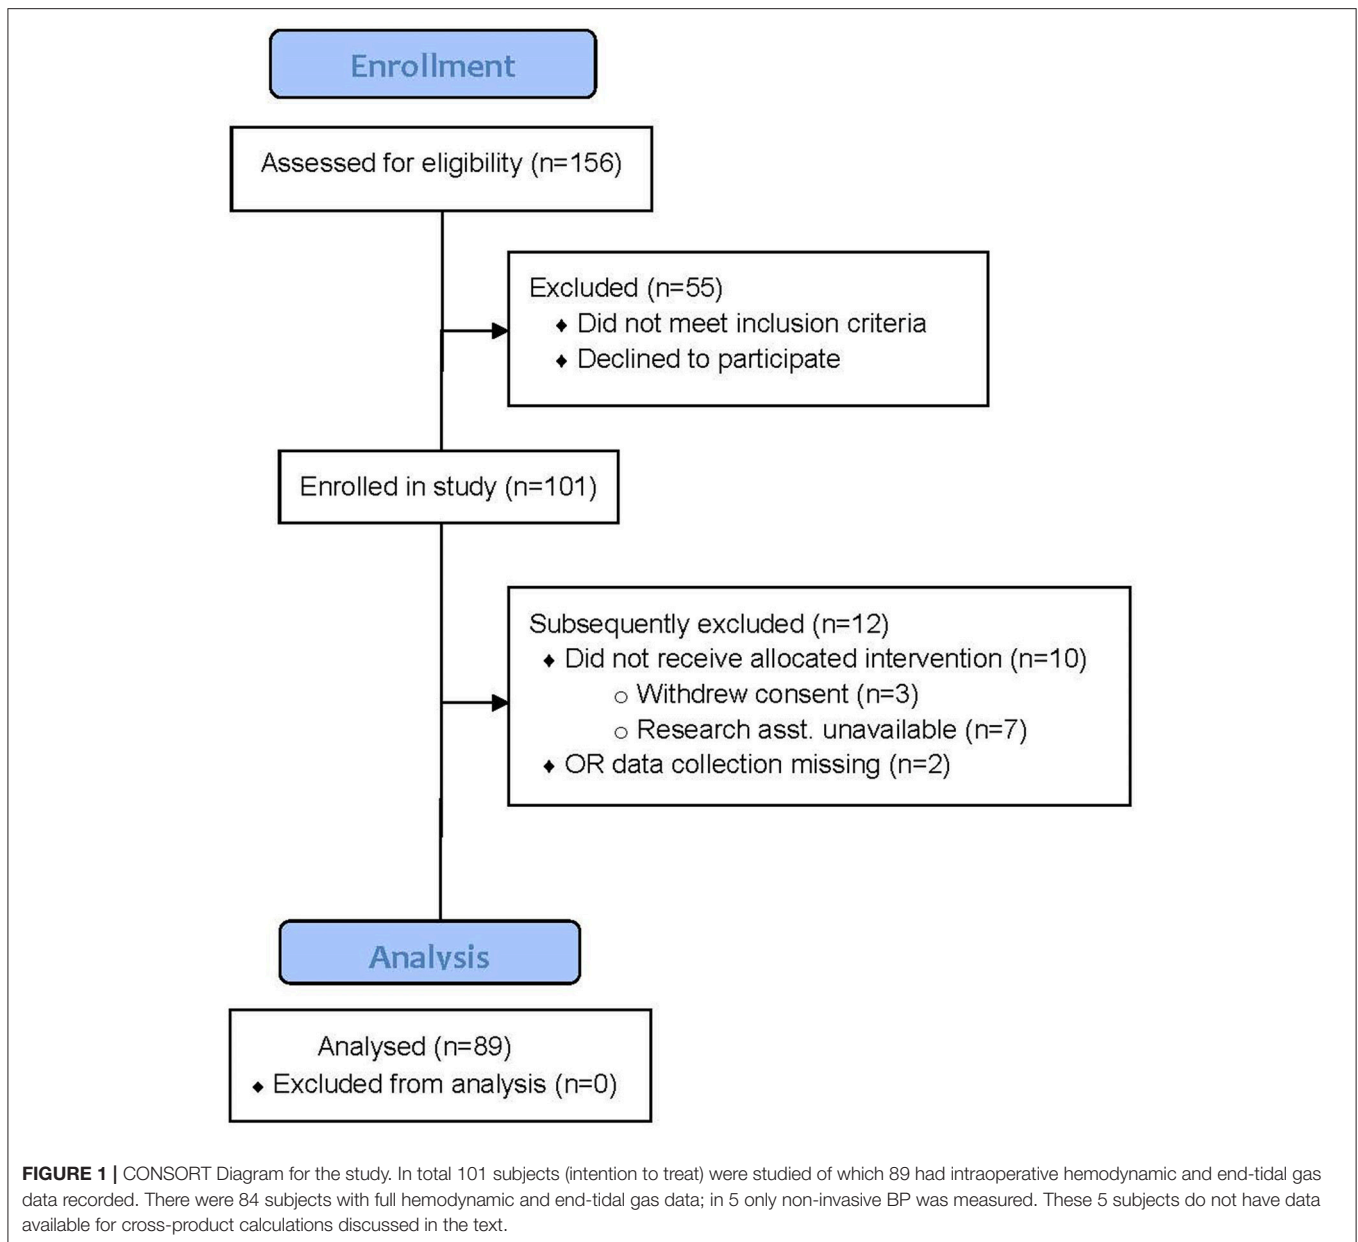 Enrollment
Assessed for eligibility (n=156)
Excluded (n=55)
♦ Did not meet inclusion criteria
♦ Declined to participate
Enrolled in study (n=101)
Subsequently excluded (n=12)
♦ Did not receive allocated intervention (n=10)
○ Withdrew consent (n=3)
○ Research asst. unavailable (n=7)
♦ OR data collection missing (n=2)
Analysis
Analysed (n=89)
♦ Excluded from analysis (n=0)
FIGURE 1 | CONSORT Diagram for the study. In total 101 subjects (intention to treat) were studied of which 89 had intraoperative hemodynamic and end-tidal gas
data recorded. There were 84 subjects with full hemodynamic and end-tidal gas data; in 5 only non-invasive BP was measured. These 5 subjects do not have data
available for cross-product calculations discussed in the text.